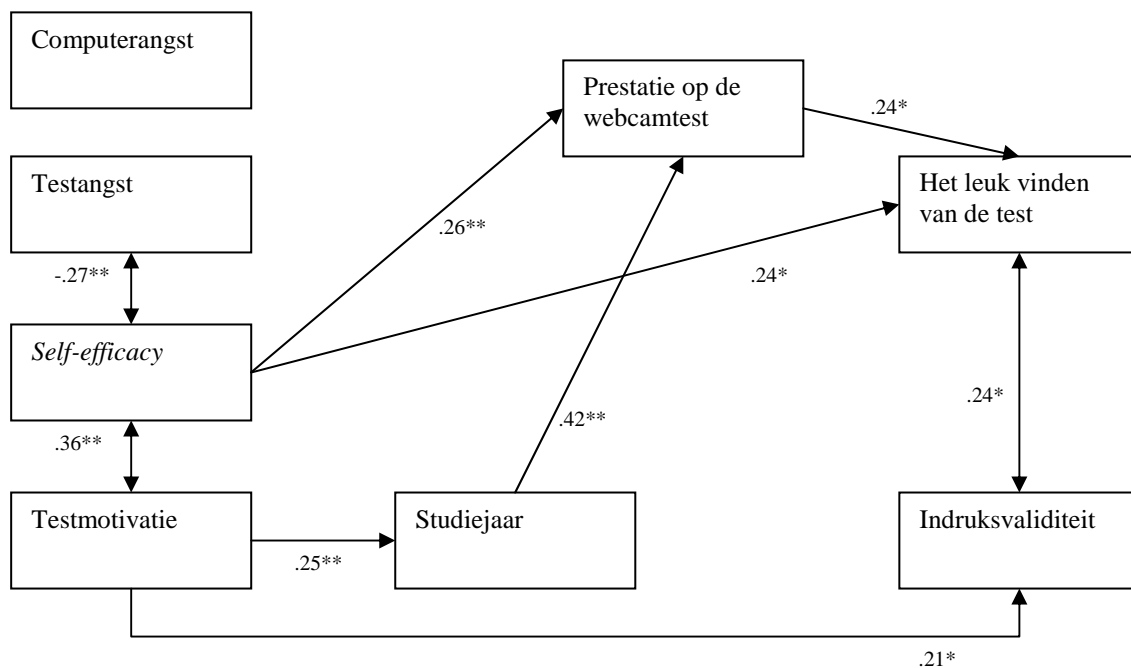 Computerangst
Prestatie op de
webcamtest
.24*
Testangst
Het leuk vinden
van de test
.26**
-.27**
.24*
Self-efficacy
.24*
.42**
.36**
Testmotivatie
Studiejaar
Indruksvaliditeit
.25**
.21*